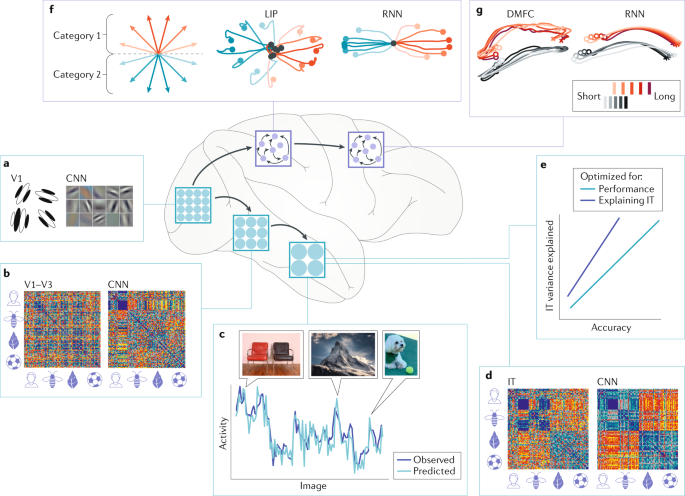 f
LIP
RNN
Category 1
Category 2
g
DMFC
RNN
Short
Long
a
V1
CNN
e
Optimized for:
Performance
Explaining IT
IT variance explained
Accuracy
b
V1–V3
CNN
c
Activity
Observed
Predicted
Image
d
IT
CNN